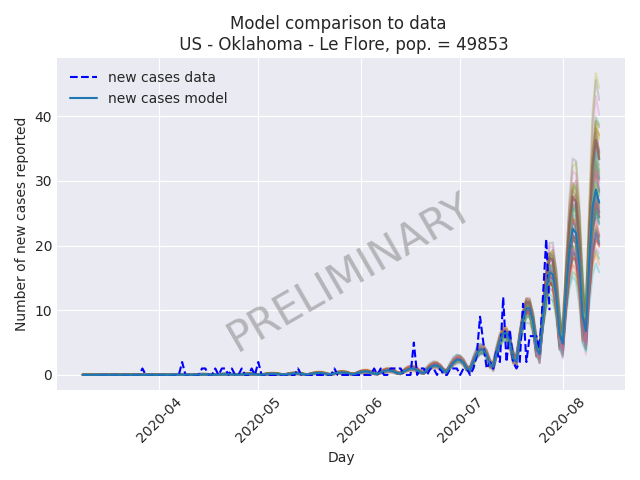 Model comparison to data
US - Oklahoma - Le Flore, pop. = 49853
new cases data
new cases model
Number of new cases reported
40
30
20
10
0
PRELIMINARY
2020-04
2020-05
2020-06
2020-07
2020-08
Day